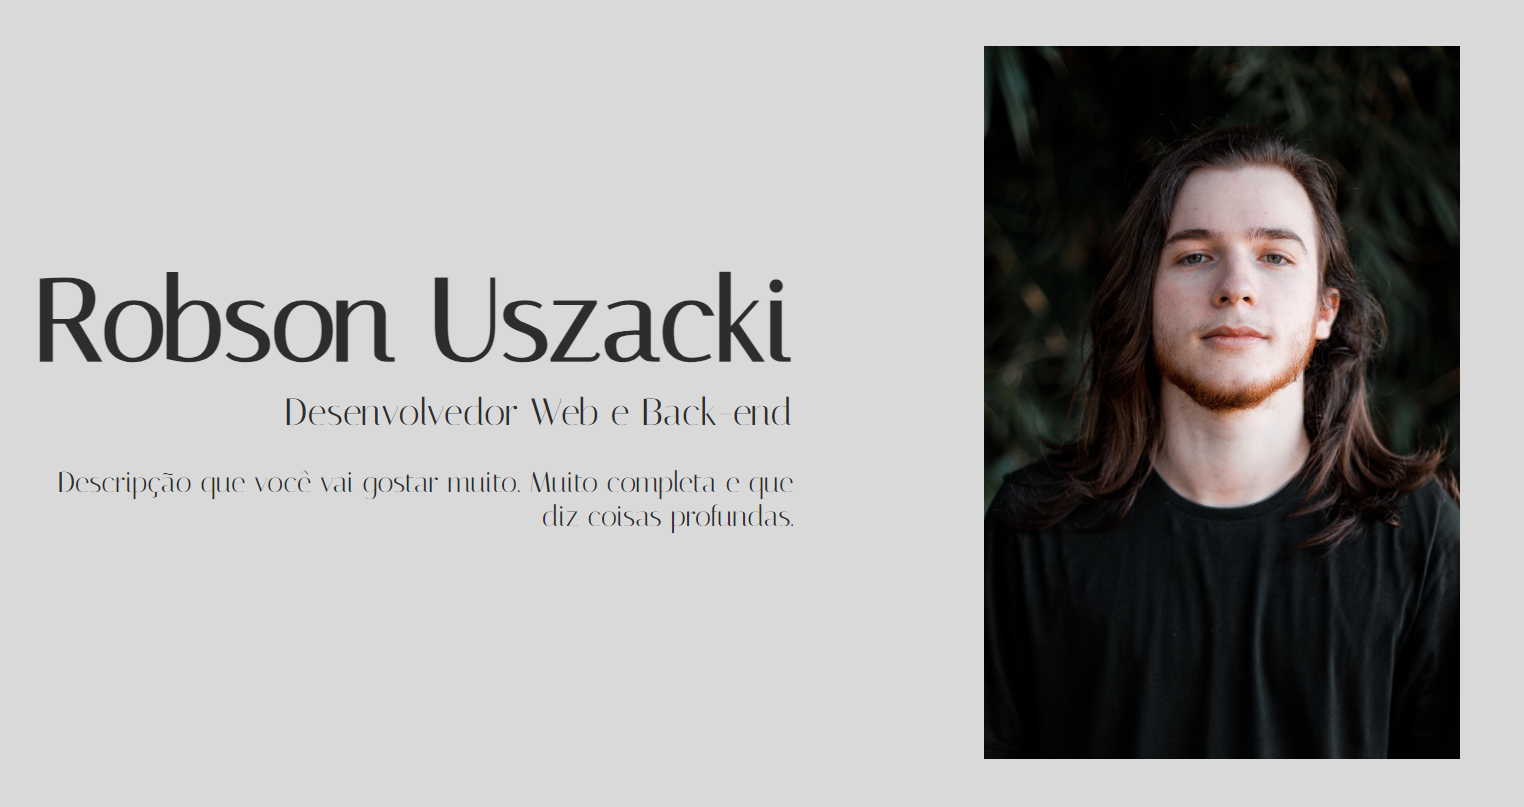 Robson Uszacki
Desenvolvedor Web e Back-end
Descripção que você vai gostar muito. Muito completa e que
diz coisas profundas.